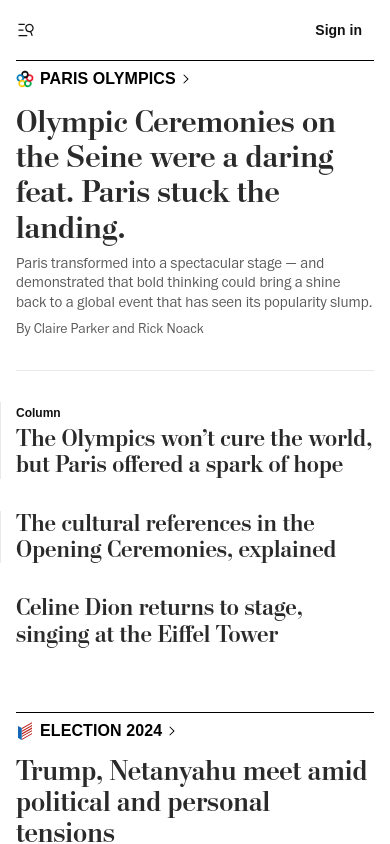 Sign in
PARIS OLYMPICS
Olympic Ceremonies on
the Seine were a daring
feat. Paris stuck the
landing.
Paris transformed into a spectacular stage — and
demonstrated that bold thinking could bring a shine
back to a global event that has seen its popularity slump.
By Claire Parker and Rick Noack
Column
The Olympics won’t cure the world,
but Paris offered a spark of hope
The cultural references in the
Opening Ceremonies, explained
Celine Dion returns to stage,
singing at the Eiffel Tower
ELECTION 2024
Trump, Netanyahu meet amid
political and personal
tensions